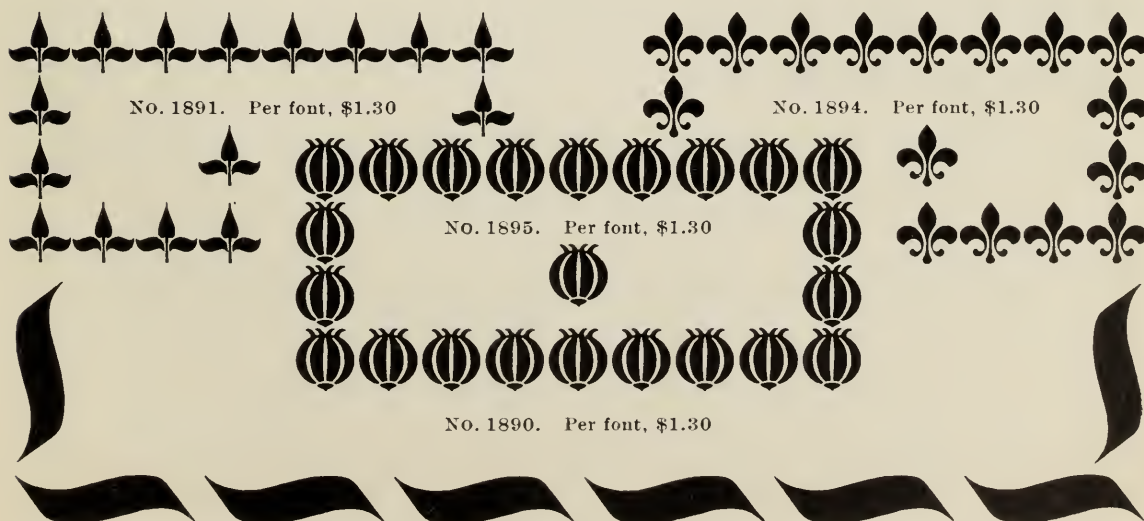 No. 1891. Per font, $1.30
No. 1894. Per font, $1.30
No. 1895. Per font, $1.30
No. 1890. Per font, $1.30